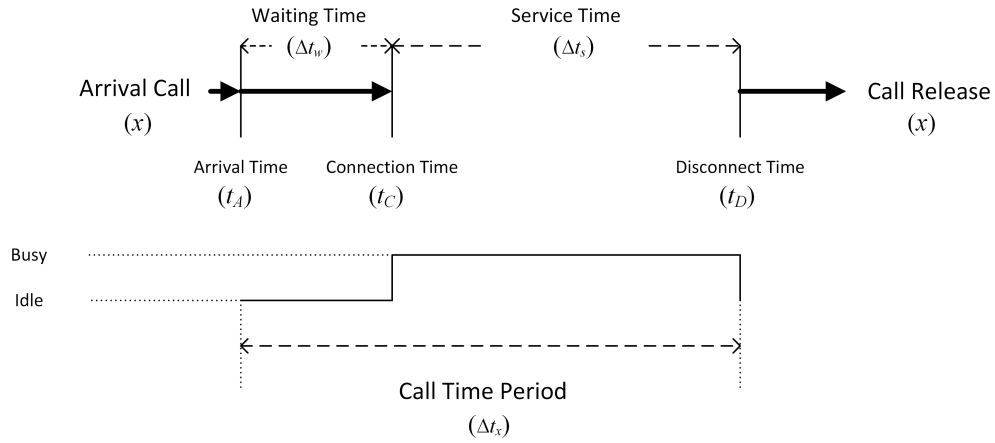 Waiting Time
(Δt_w)
Service Time
(Δt_s)
Arrival Call
(x)
Call Release
(x)
Arrival Time
(t_A)
Connection Time
(t_C)
Disconnect Time
(t_D)
Busy
Idle
Call Time Period
(Δt_x)